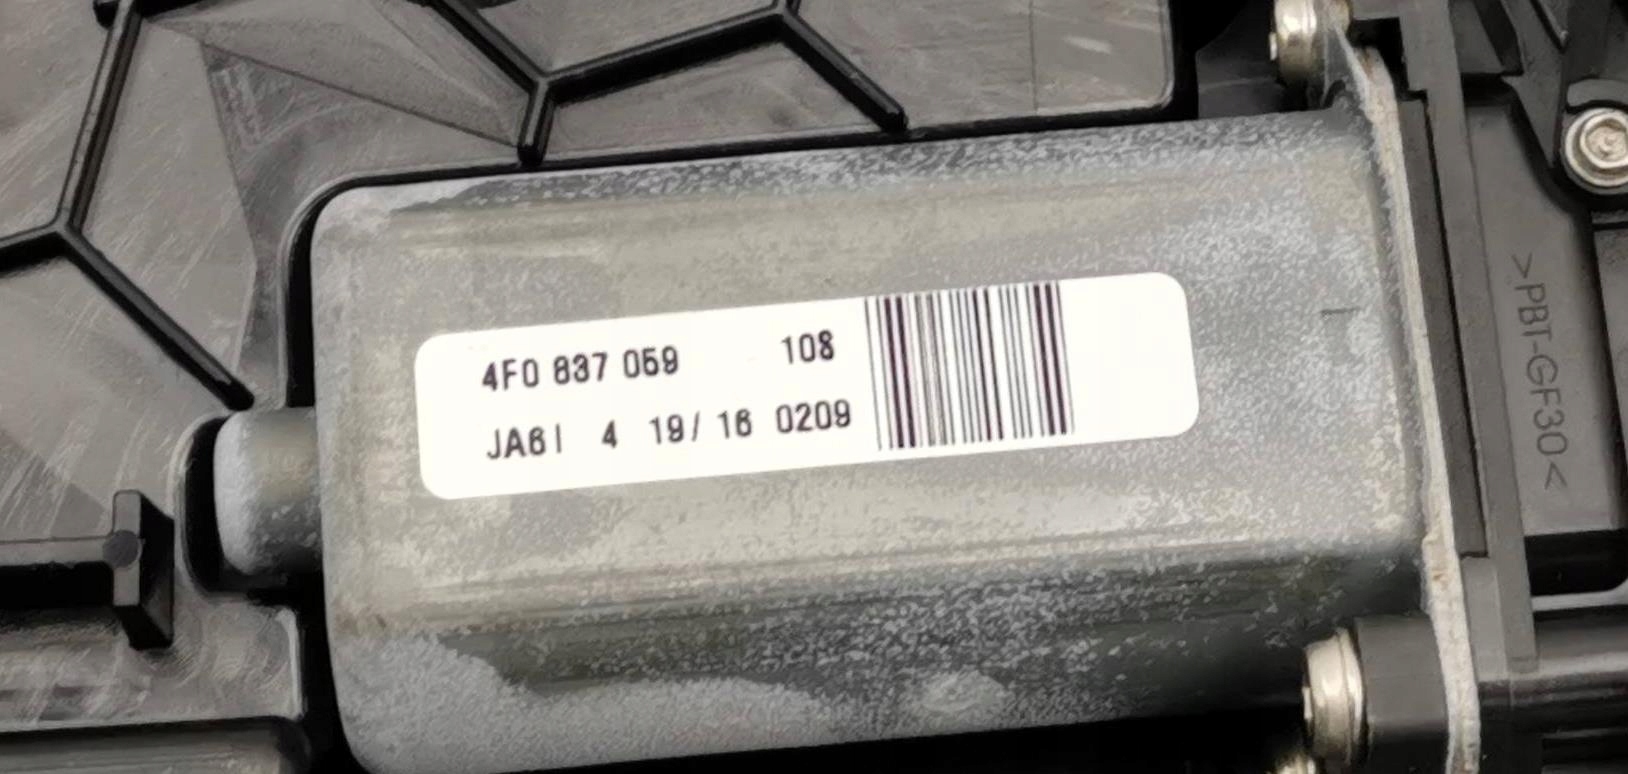 4F0 837 059 108
JA6I 4 19/ 16 0209
>PBT-GF30<